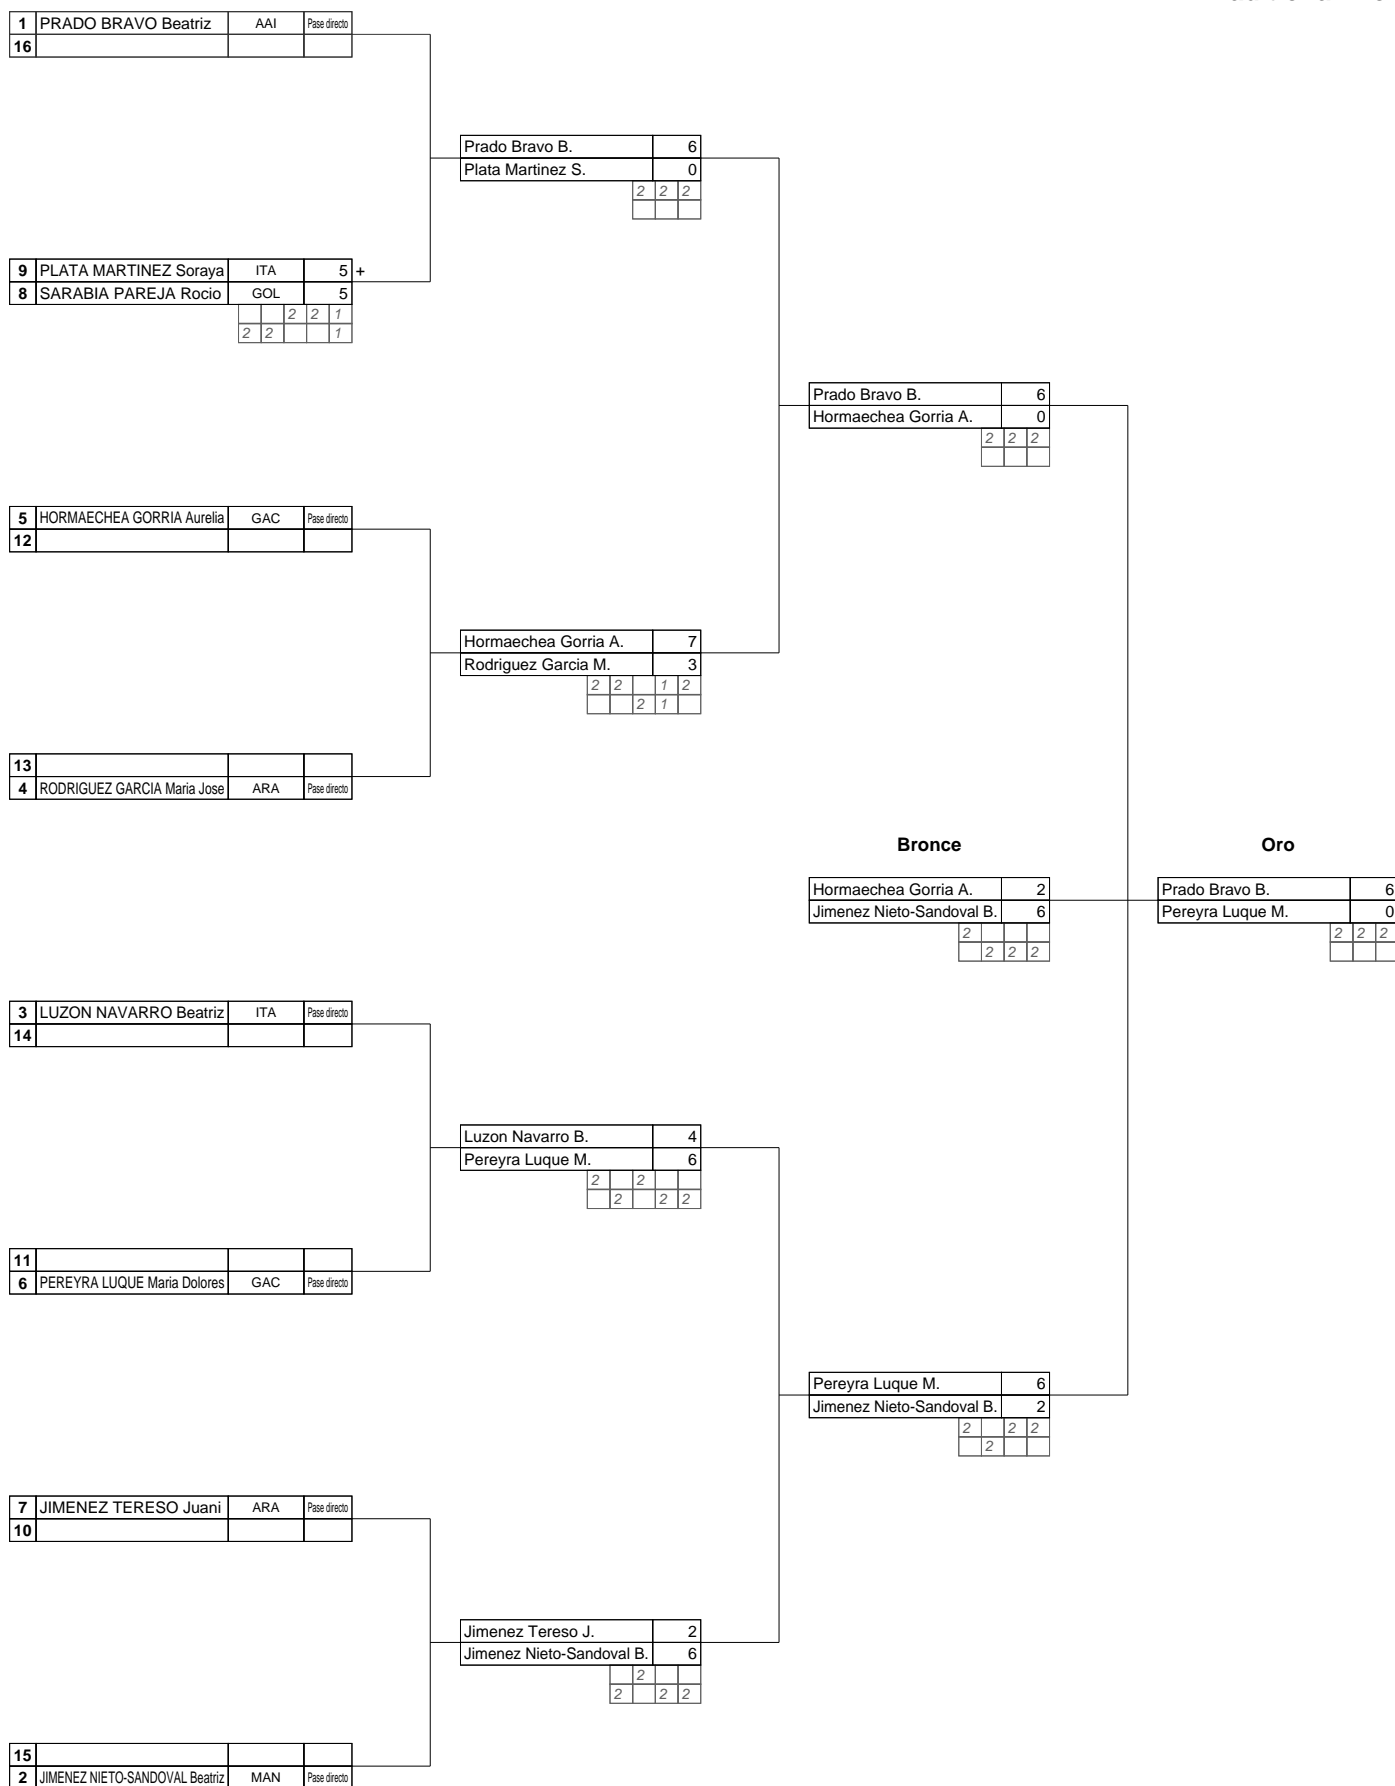 1 PRADO BRAVO Beatriz AAI Pase directo
16
Prado Bravo B. 6
Plata Martinez S. 0
2 2 2
9 PLATA MARTINEZ Soraya ITA 5 +
8 SARABIA PAREJA Rocio GOL 5
2 2 1
2 2 1
Prado Bravo B. 6
Hormaechea Gorria A. 0
2 2 2
5 HORMAECHEA GORRIA Aurelia GAC Pase directo
12
Hormaechea Gorria A. 7
Rodriguez Garcia M. 3
2 2 1 2
2 1
13
4 RODRIGUEZ GARCIA Maria Jose ARA Pase directo
Bronce Oro
Hormaechea Gorria A. 2 Prado Bravo B. 6
Jimenez Nieto-Sandoval B. 6 Pereyra Luque M. 0
2 2 2 2
2 2 2
3 LUZON NAVARRO Beatriz ITA Pase directo
14
Luzon Navarro B. 4
Pereyra Luque M. 6
2 2
2 2 2
11
6 PEREYRA LUQUE Maria Dolores GAC Pase directo
Pereyra Luque M. 6
Jimenez Nieto-Sandoval B. 2
2 2 2
2
7 JIMENEZ TERESO Juani ARA Pase directo
10
Jimenez Tereso J. 2
Jimenez Nieto-Sandoval B. 6
2
2 2 2
15
2 JIMENEZ NIETO-SANDOVAL Beatriz MAN Pase directo